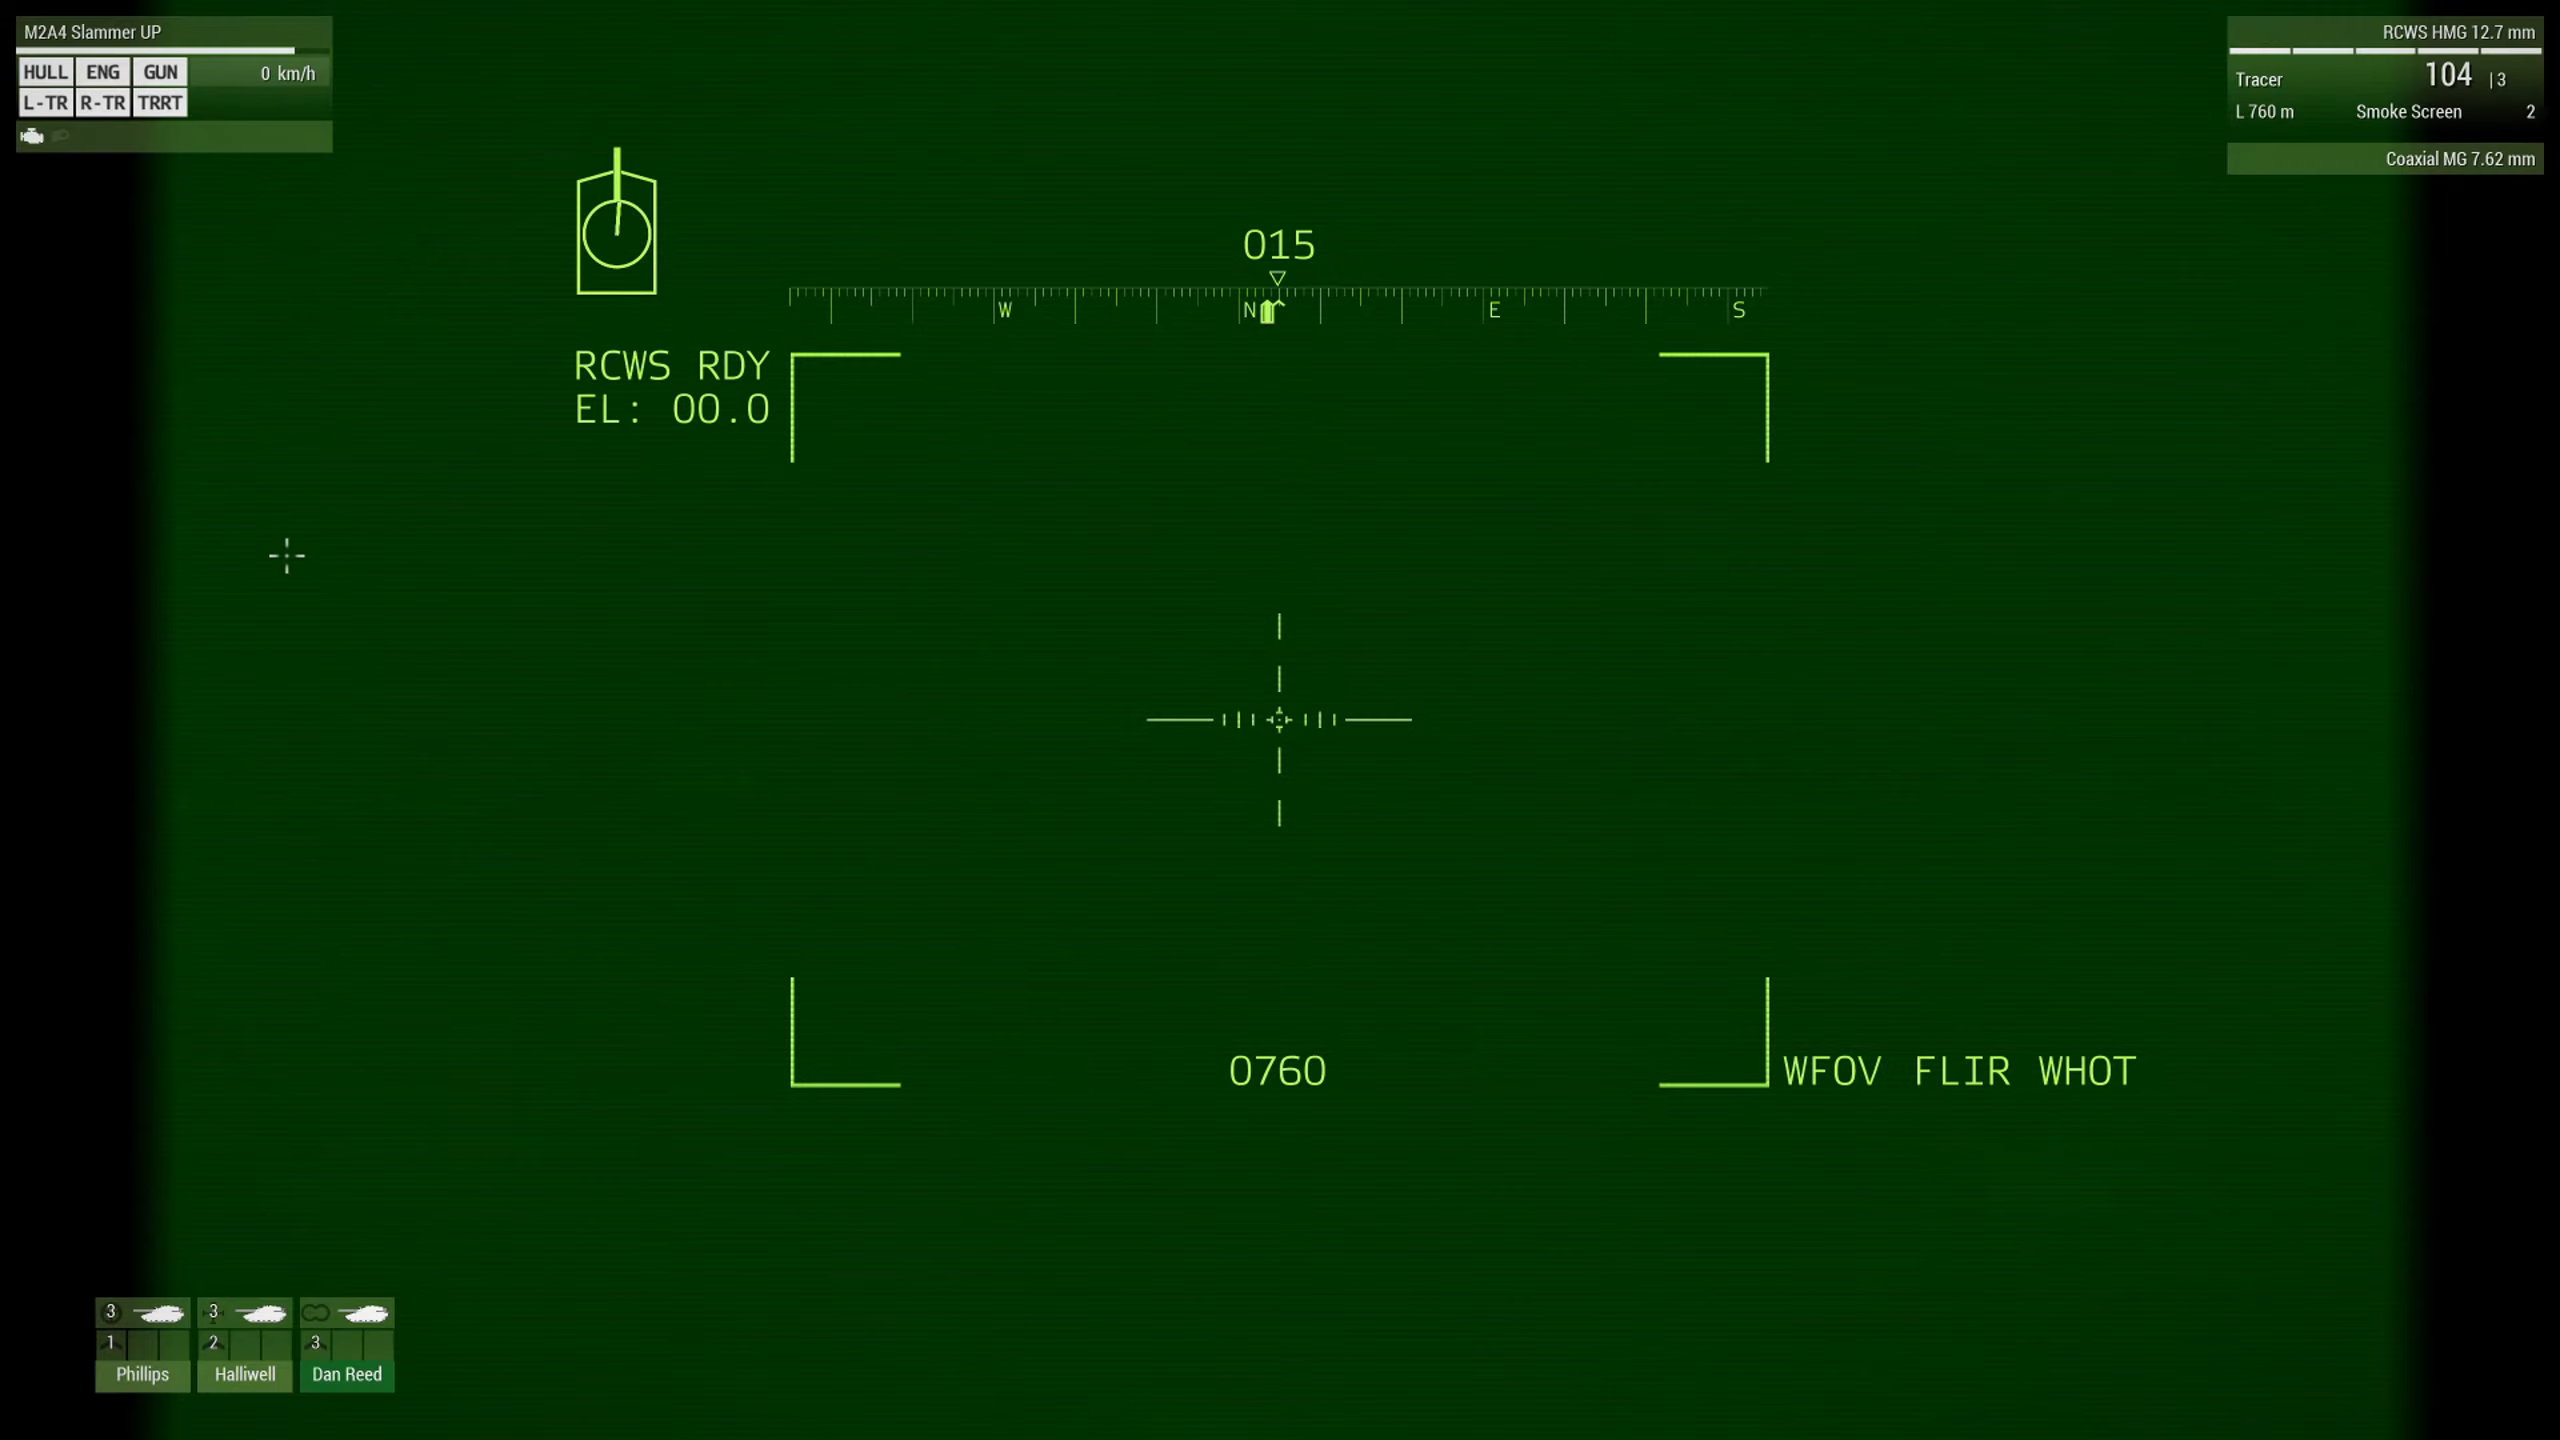 M2A4 Slammer UP
HULL ENG GUN 0 km/h
L-TR R-TR TRRT
RCWS HMG 12.7 mm
Tracer 104 |3
L 760 m Smoke Screen 2
Coaxial MG 7.62 mm
015
W N E S
RCWS RDY
EL: 00.0
0760
WFOV FLIR WHOT
3 3
1 2 3
Phillips Halliwell Dan Reed